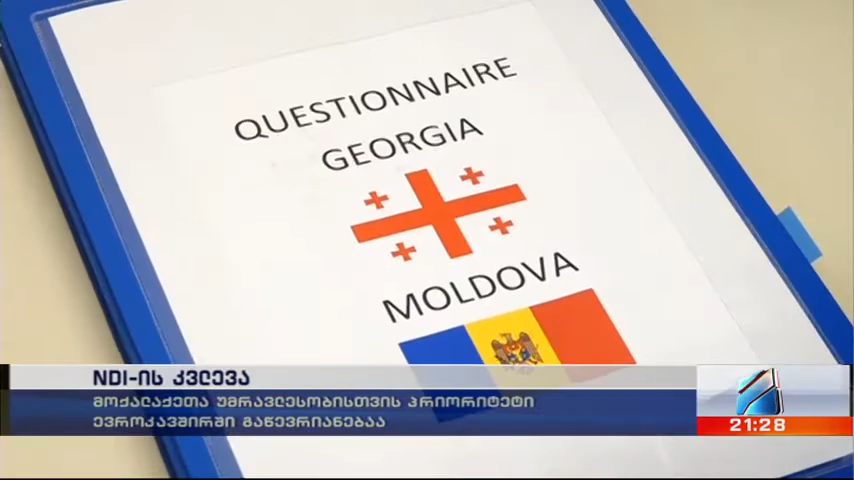 QUESTIONNAIRE
GEORGIA
MOLDOVA
NDI-ის კვლევა
მოქალაქეთა უმრავლესობისთვის პრიორიტეტი
ევროკავშირში გაწევრიანებაა
21:28